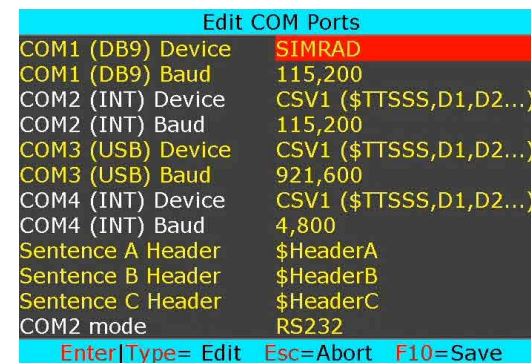 Edit COM Ports
COM1 (DB9) Device SIMRAD
COM1 (DB9) Baud 115,200
COM2 (INT) Device CSV1 ($TTSSS,D1,D2...)
COM2 (INT) Baud 115,200
COM3 (USB) Device CSV1 ($TTSSS,D1,D2...)
COM3 (USB) Baud 921,600
COM4 (INT) Device CSV1 ($TTSSS,D1,D2...)
COM4 (INT) Baud 4,800
Sentence A Header $HeaderA
Sentence B Header $HeaderB
Sentence C Header $HeaderC
COM2 mode RS232
Enter|Type= Edit Esc=Abort F10=Save